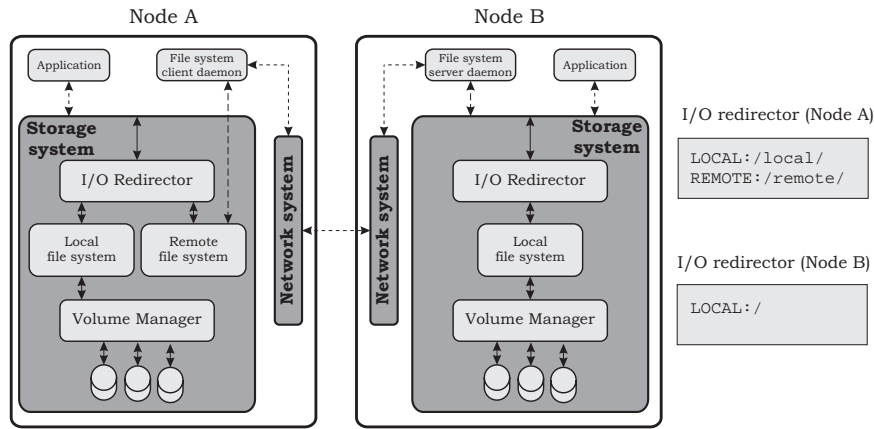 Node A
Application
File system
client daemon
Storage
system
I/O Redirector
Local
file system
Remote
file system
Volume Manager
Network system
Node B
File system
server daemon
Application
Storage
system
I/O Redirector
Local
file system
Volume Manager
Network system
I/O redirector (Node A)
LOCAL:/local/
REMOTE:/remote/
I/O redirector (Node B)
LOCAL:/